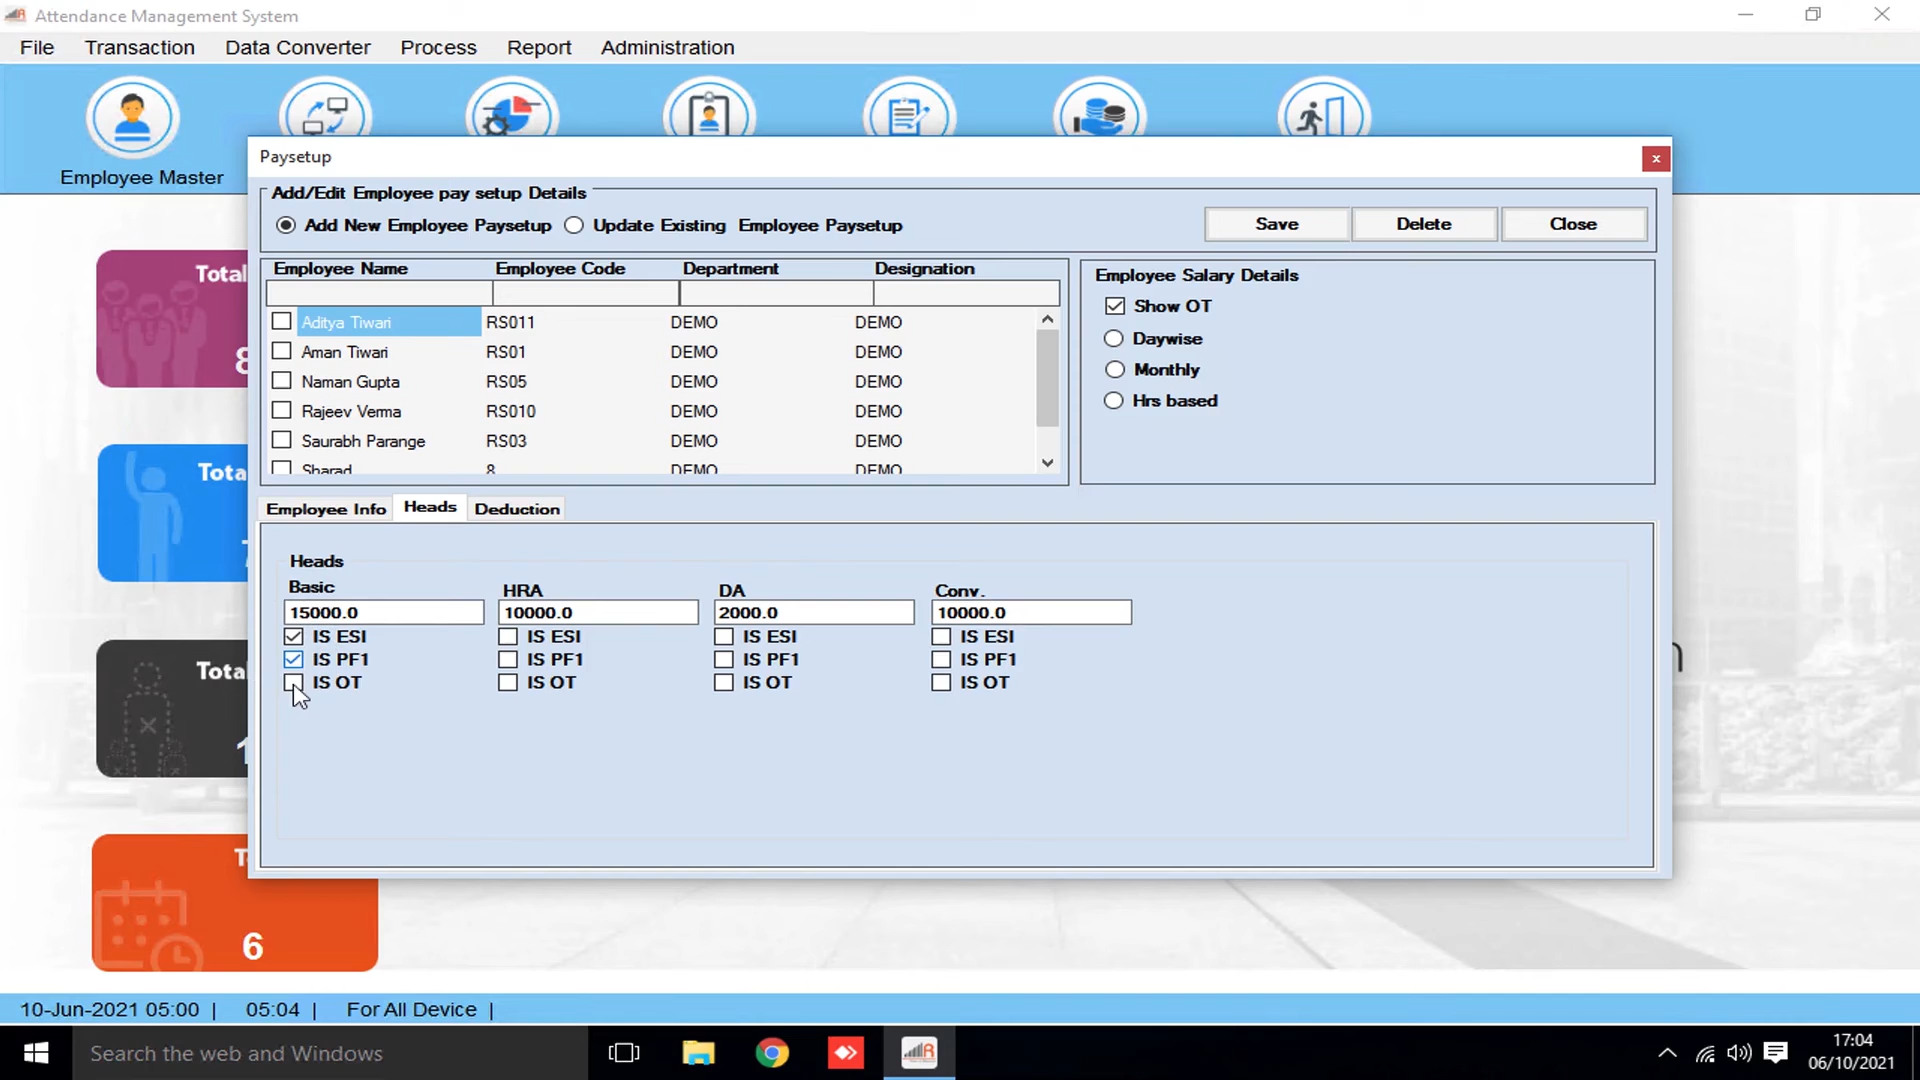 Attendance Management System
File Transaction Data Converter Process Report Administration
Employee Master
Paysetup
x
Add/Edit Employee pay setup Details
Add New Employee Paysetup Update Existing Employee Paysetup Save Delete Close
Employee Name Employee Code Department Designation
Aditya Tiwari RS011 DEMO DEMO
Aman Tiwari RS01 DEMO DEMO
Naman Gupta RS05 DEMO DEMO
Rajeev Verma RS010 DEMO DEMO
Saurabh Parange RS03 DEMO DEMO
Sharad 8 DEMO DEMO
Employee Salary Details
Show OT
Daywise
Monthly
Hrs based
Total
8
Tota
Total
Employee Info Heads Deduction
Heads
Basic HRA DA Conv.
15000.0 10000.0 2000.0 10000.0
IS ESI IS ESI IS ESI IS ESI
IS PF1 IS PF1 IS PF1 IS PF1
IS OT IS OT IS OT IS OT
6
10-Jun-2021 05:00 | 05:04 | For All Device |
Search the web and Windows
17:04
06/10/2021